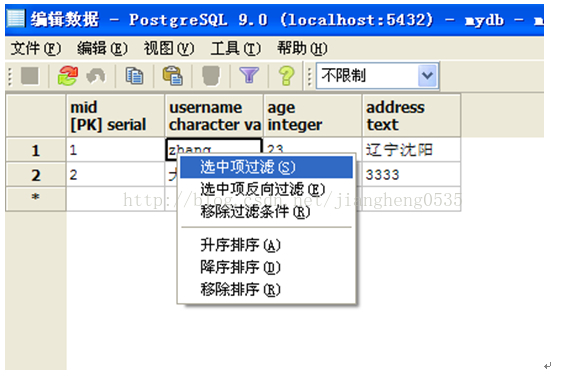 编辑数据 - PostgreSQL 9.0 (localhost:5432) - mydb - m
文件(F) 编辑(E) 视图(V) 工具(T) 帮助(H)
不限制
mid username age address
[PK] serial character va integer text
1 1 zhang 23 辽宁沈阳
2 2 3333
*
选中项过滤(S)
选中项反向过滤(E)
移除过滤条件(R)
升序排序(A)
降序排序(D)
移除排序(R)
http://blog.csdn.net/jiangheng0535